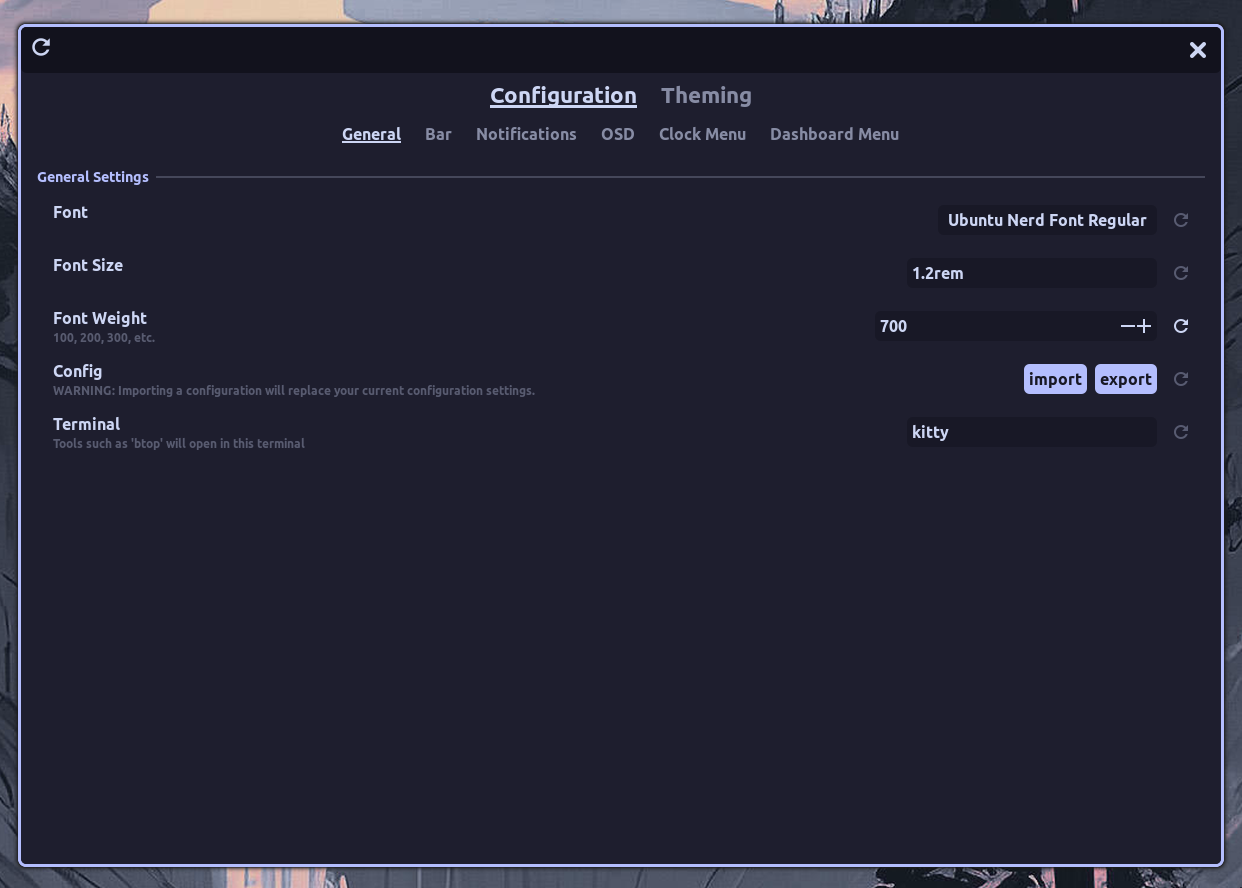 Configuration Theming
General Bar Notifications OSD Clock Menu Dashboard Menu
General Settings
Font
Ubuntu Nerd Font Regular
Font Size
1.2rem
Font Weight
100, 200, 300, etc.
700
Config
WARNING: Importing a configuration will replace your current configuration settings.
import export
Terminal
Tools such as 'btop' will open in this terminal
kitty